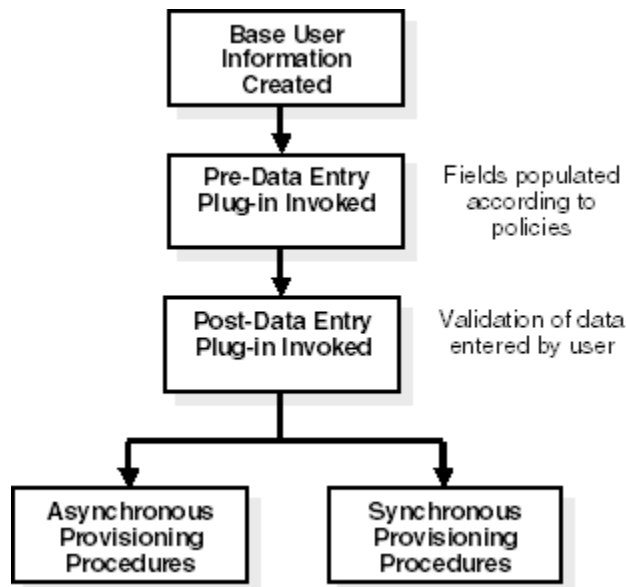 Base User
Information
Created
Pre-Data Entry
Plug-in Invoked
Fields populated
according to
policies
Post-Data Entry
Plug-in Invoked
Validation of data
entered by user
Asynchronous
Provisioning
Procedures
Synchronous
Provisioning
Procedures